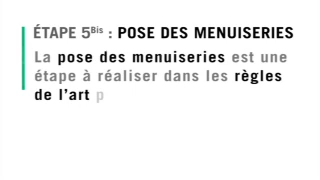 ÉTAPE 5Bis : POSE DES MENUISERIES
La pose des menuiseries est une
étape à réaliser dans les règles
de l'art p